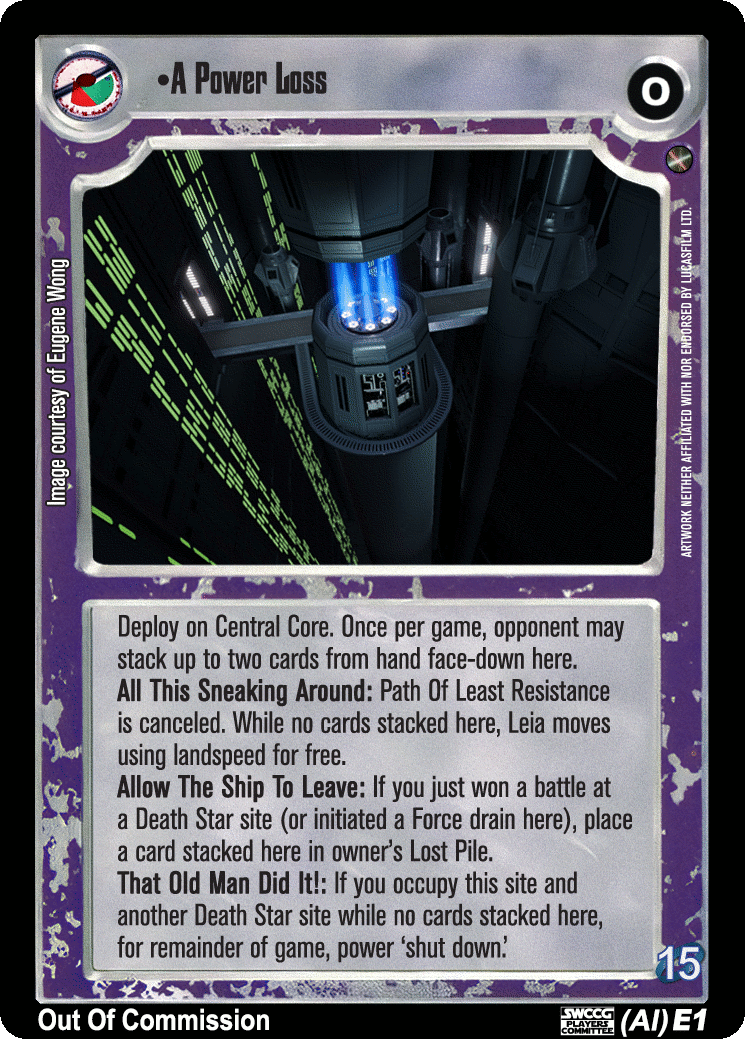 •A Power Loss
O
Image courtesy of Eugene Wong
ARTWORK NEITHER AFFILIATED WITH NOR ENDORSED BY LUCASFILM LTD.
Deploy on Central Core. Once per game, opponent may
stack up to two cards from hand face-down here.
All This Sneaking Around: Path Of Least Resistance
is canceled. While no cards stacked here, Leia moves
using landspeed for free.
Allow The Ship To Leave: If you just won a battle at
a Death Star site (or initiated a Force drain here), place
a card stacked here in owner's Lost Pile.
That Old Man Did It!: If you occupy this site and
another Death Star site while no cards stacked here,
for remainder of game, power ‘shut down.’
15
Out Of Commission
SWCCG
PLAYERS
COMMITTEE
(AI) E1